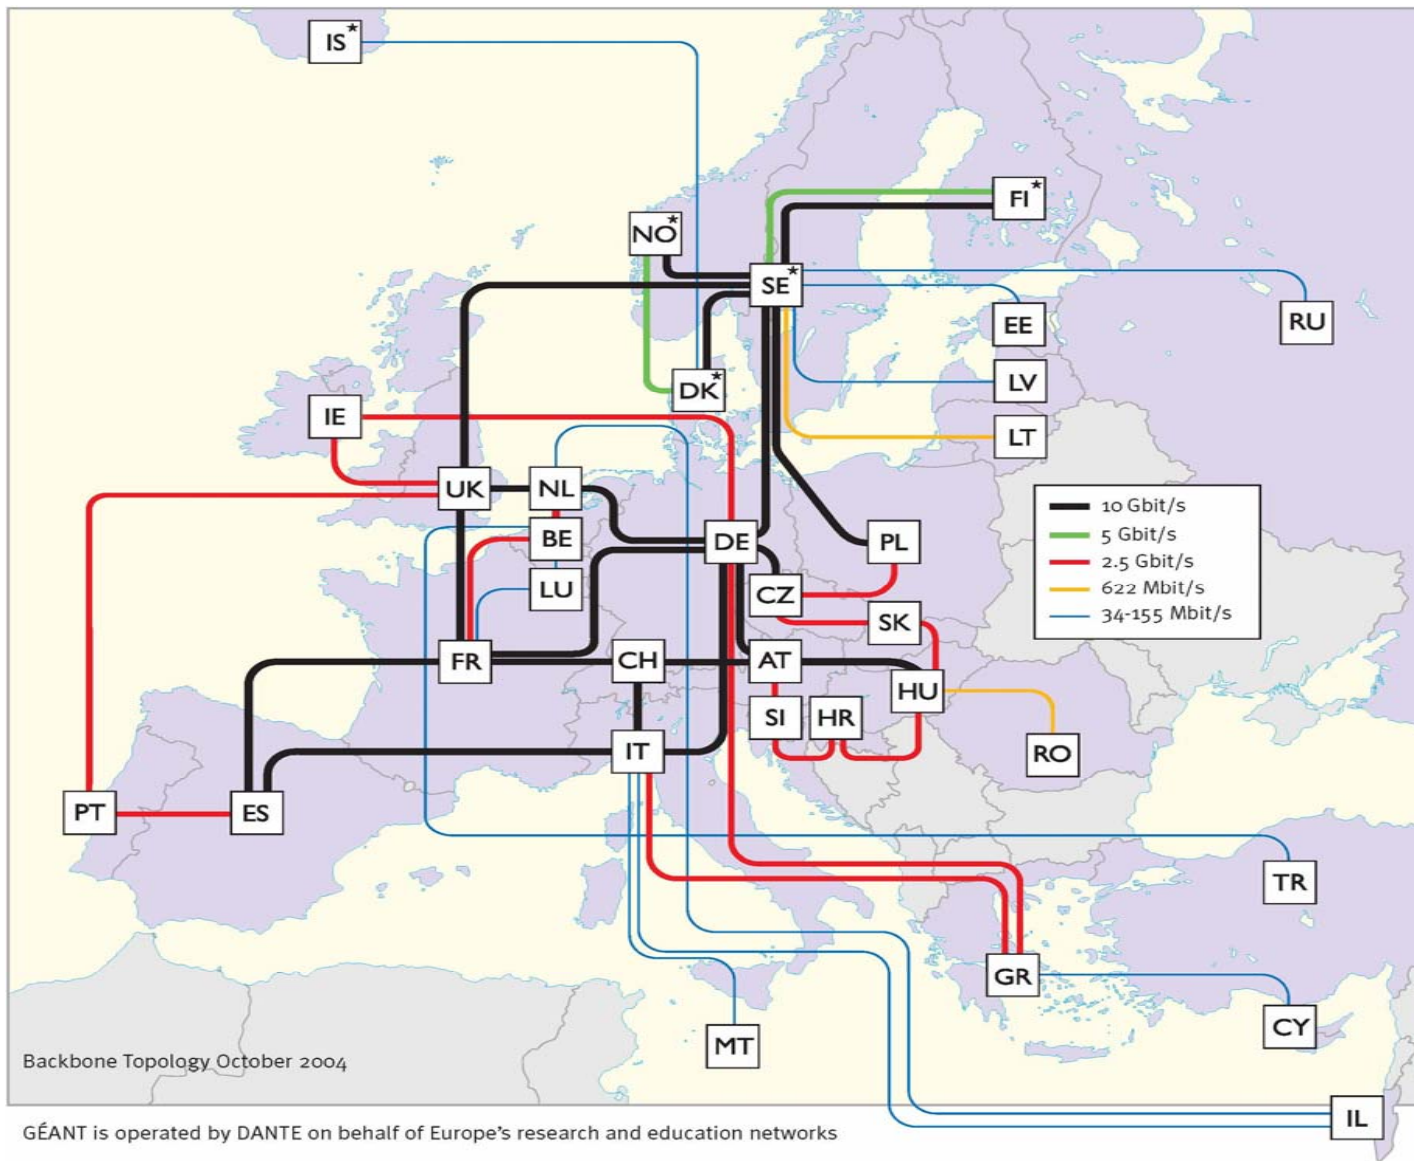 IS*
FI*
NO*
SE*
EE
RU
LV
DK*
IE
LT
UK
NL
10 Gbit/s
5 Gbit/s
2.5 Gbit/s
622 Mbit/s
34-155 Mbit/s
BE
DE
PL
LU
CZ
SK
FR
CH
AT
HU
SI
HR
IT
RO
PT
ES
TR
GR
CY
MT
IL
Backbone Topology October 2004
GÉANT is operated by DANTE on behalf of Europe's research and education networks